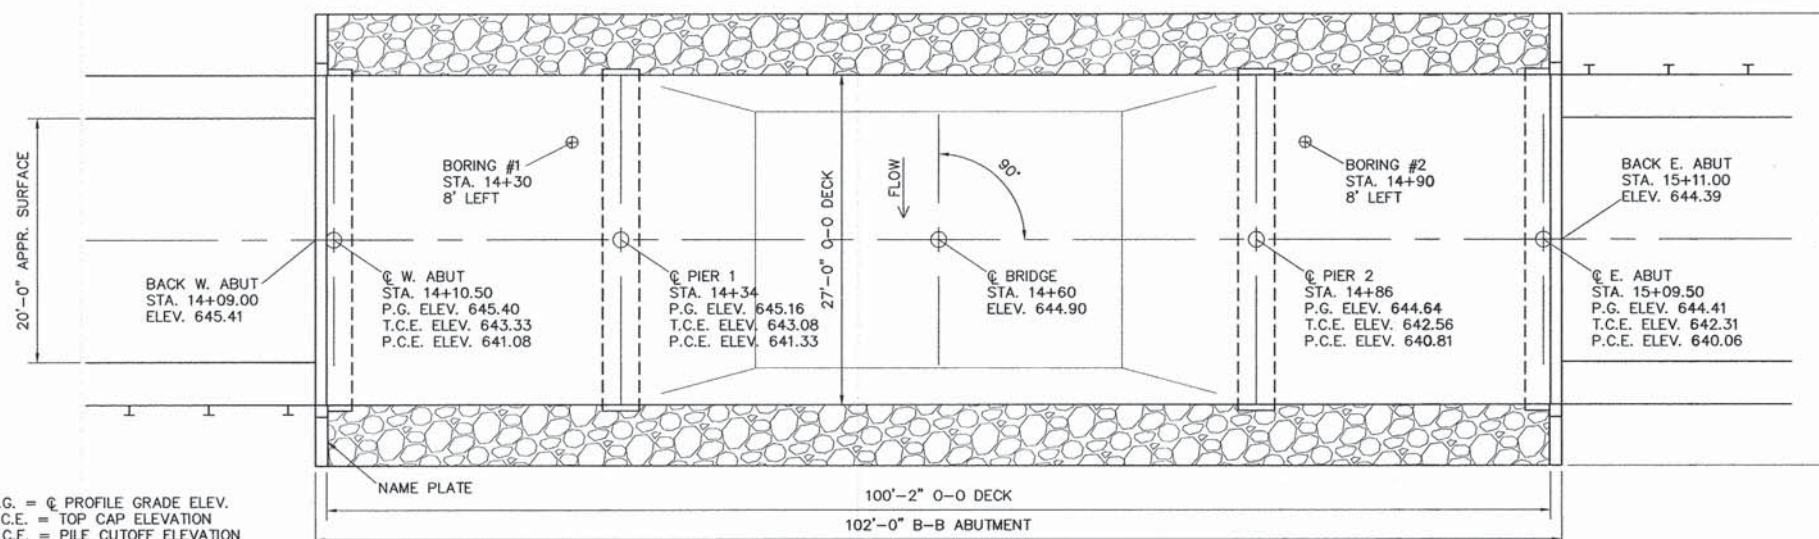 BORING #1
STA. 14+30
8' LEFT
FLOW
90°
BORING #2
STA. 14+90
8' LEFT
BACK E. ABUT
STA. 15+11.00
ELEV. 644.39
20'-0" APPR. SURFACE
27'-0" O-O DECK
BACK W. ABUT
STA. 14+09.00
ELEV. 645.41
℄ W. ABUT
STA. 14+10.50
P.G. ELEV. 645.40
T.C.E. ELEV. 643.33
P.C.E. ELEV. 641.08
℄ PIER 1
STA. 14+34
P.G. ELEV. 645.16
T.C.E. ELEV. 643.08
P.C.E. ELEV. 641.33
℄ BRIDGE
STA. 14+60
ELEV. 644.90
℄ PIER 2
STA. 14+86
P.G. ELEV. 644.64
T.C.E. ELEV. 642.56
P.C.E. ELEV. 640.81
℄ E. ABUT
STA. 15+09.50
P.G. ELEV. 644.41
T.C.E. ELEV. 642.31
P.C.E. ELEV. 640.06
NAME PLATE
.G. = ℄ PROFILE GRADE ELEV.
.C.E. = TOP CAP ELEVATION
.C.E. = PILE CUTOFF ELEVATION
100'-2" O-O DECK
102'-0" B-B ABUTMENT